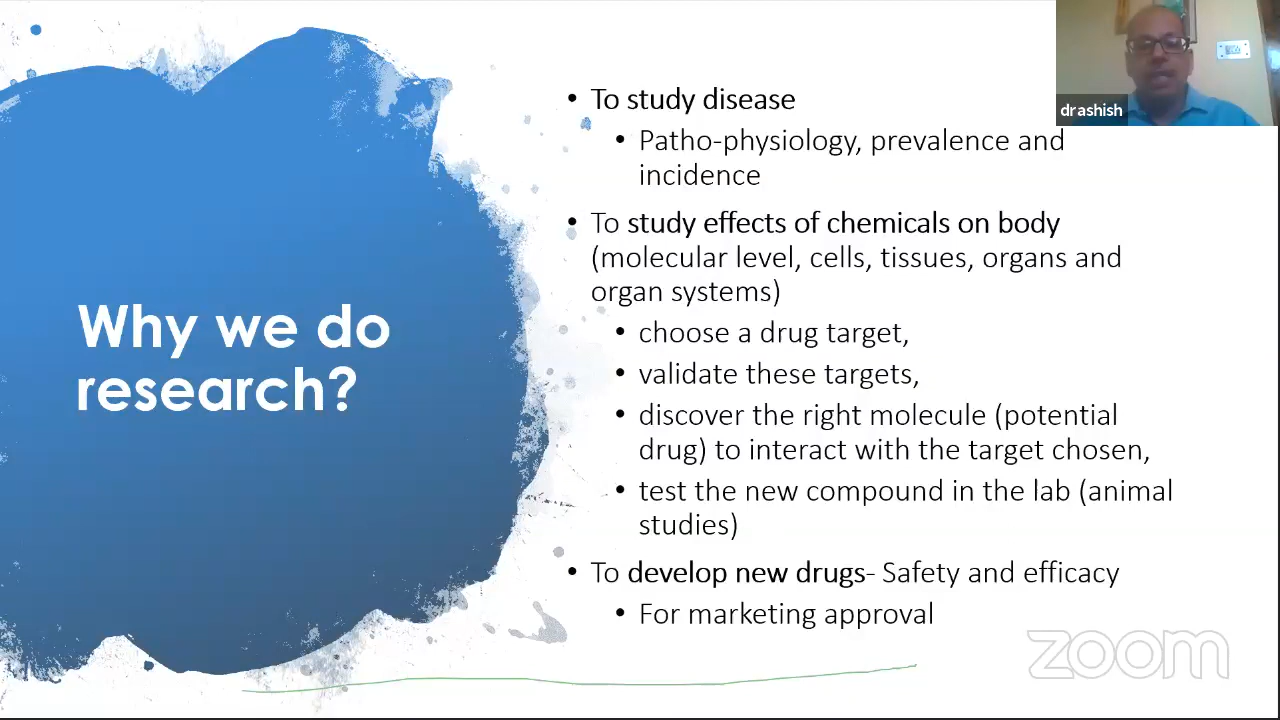 Why we do
research?
• To study disease
• Patho-physiology, prevalence and
incidence
• To study effects of chemicals on body
(molecular level, cells, tissues, organs and
organ systems)
• choose a drug target,
• validate these targets,
• discover the right molecule (potential
drug) to interact with the target chosen,
• test the new compound in the lab (animal
studies)
• To develop new drugs- Safety and efficacy
• For marketing approval
drashish
zoom